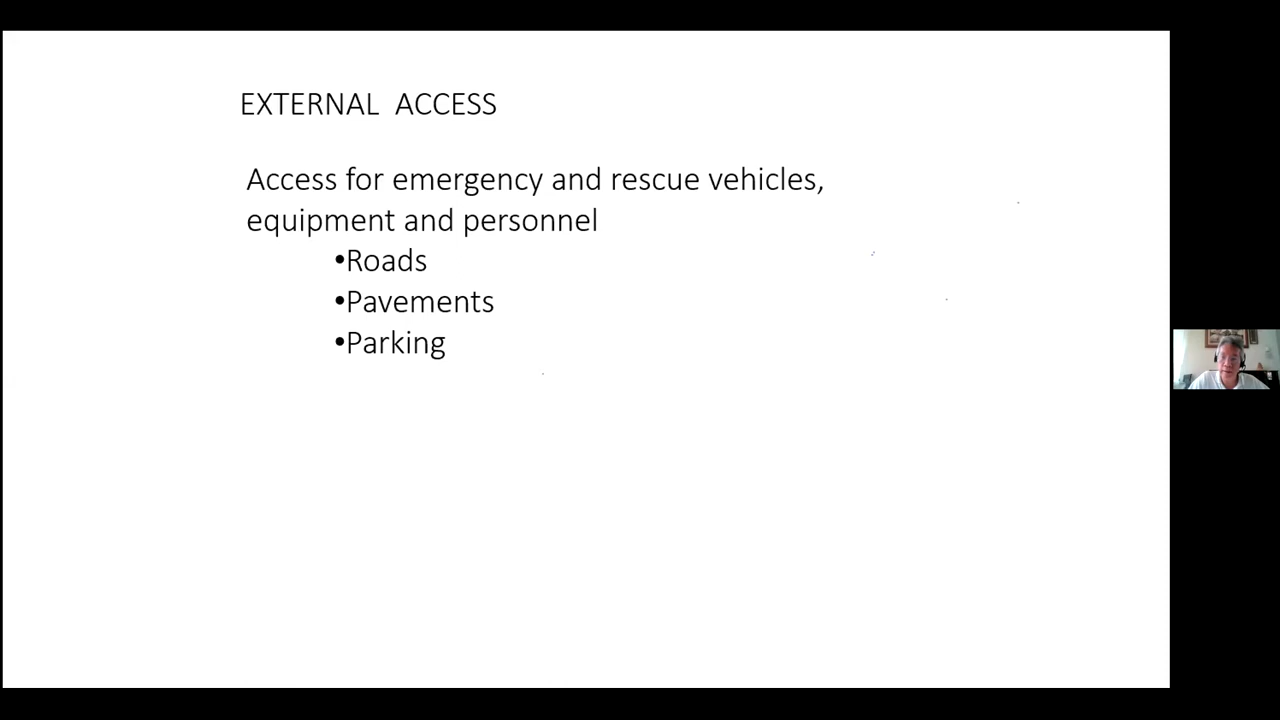 EXTERNAL ACCESS
Access for emergency and rescue vehicles,
equipment and personnel
•Roads
•Pavements
•Parking